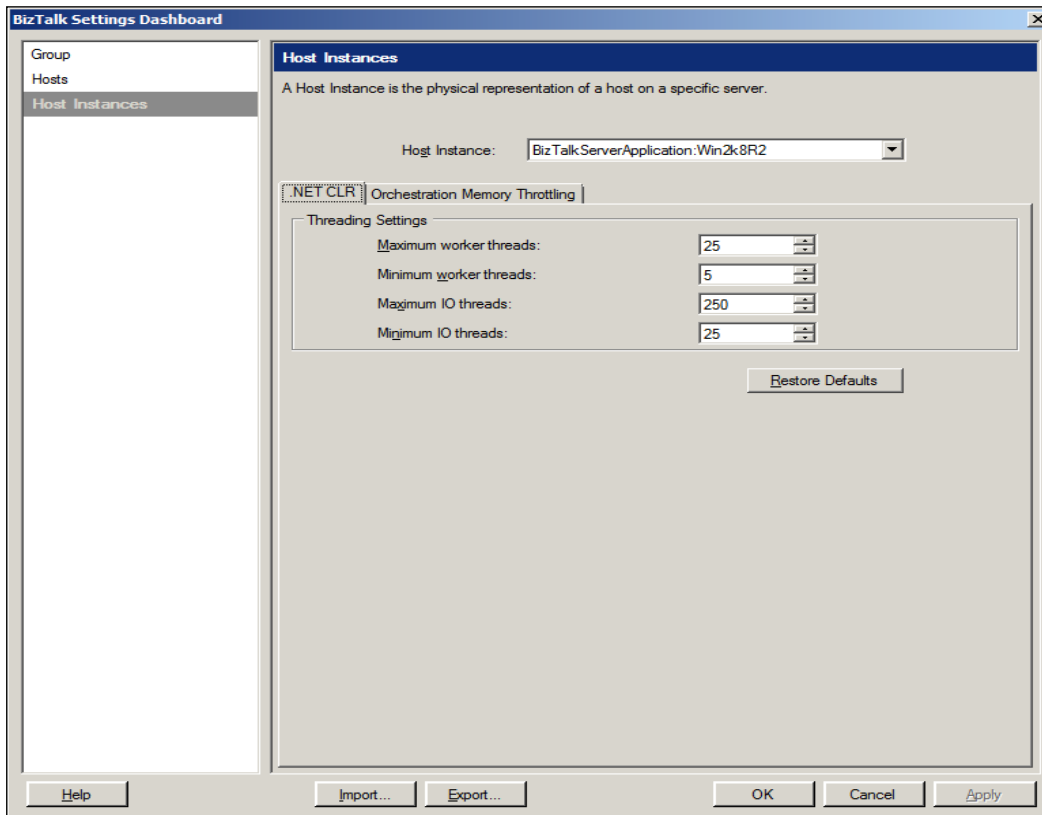 BizTalk Settings Dashboard
Group
Hosts
Host Instances
Host Instances
A Host Instance is the physical representation of a host on a specific server.
Host Instance: BizTalkServerApplication:Win2k8R2
.NET CLR Orchestration Memory Throttling
Threading Settings
Maximum worker threads: 25
Minimum worker threads: 5
Maximum IO threads: 250
Minimum IO threads: 25
Restore Defaults
Help Import... Export... OK Cancel Apply